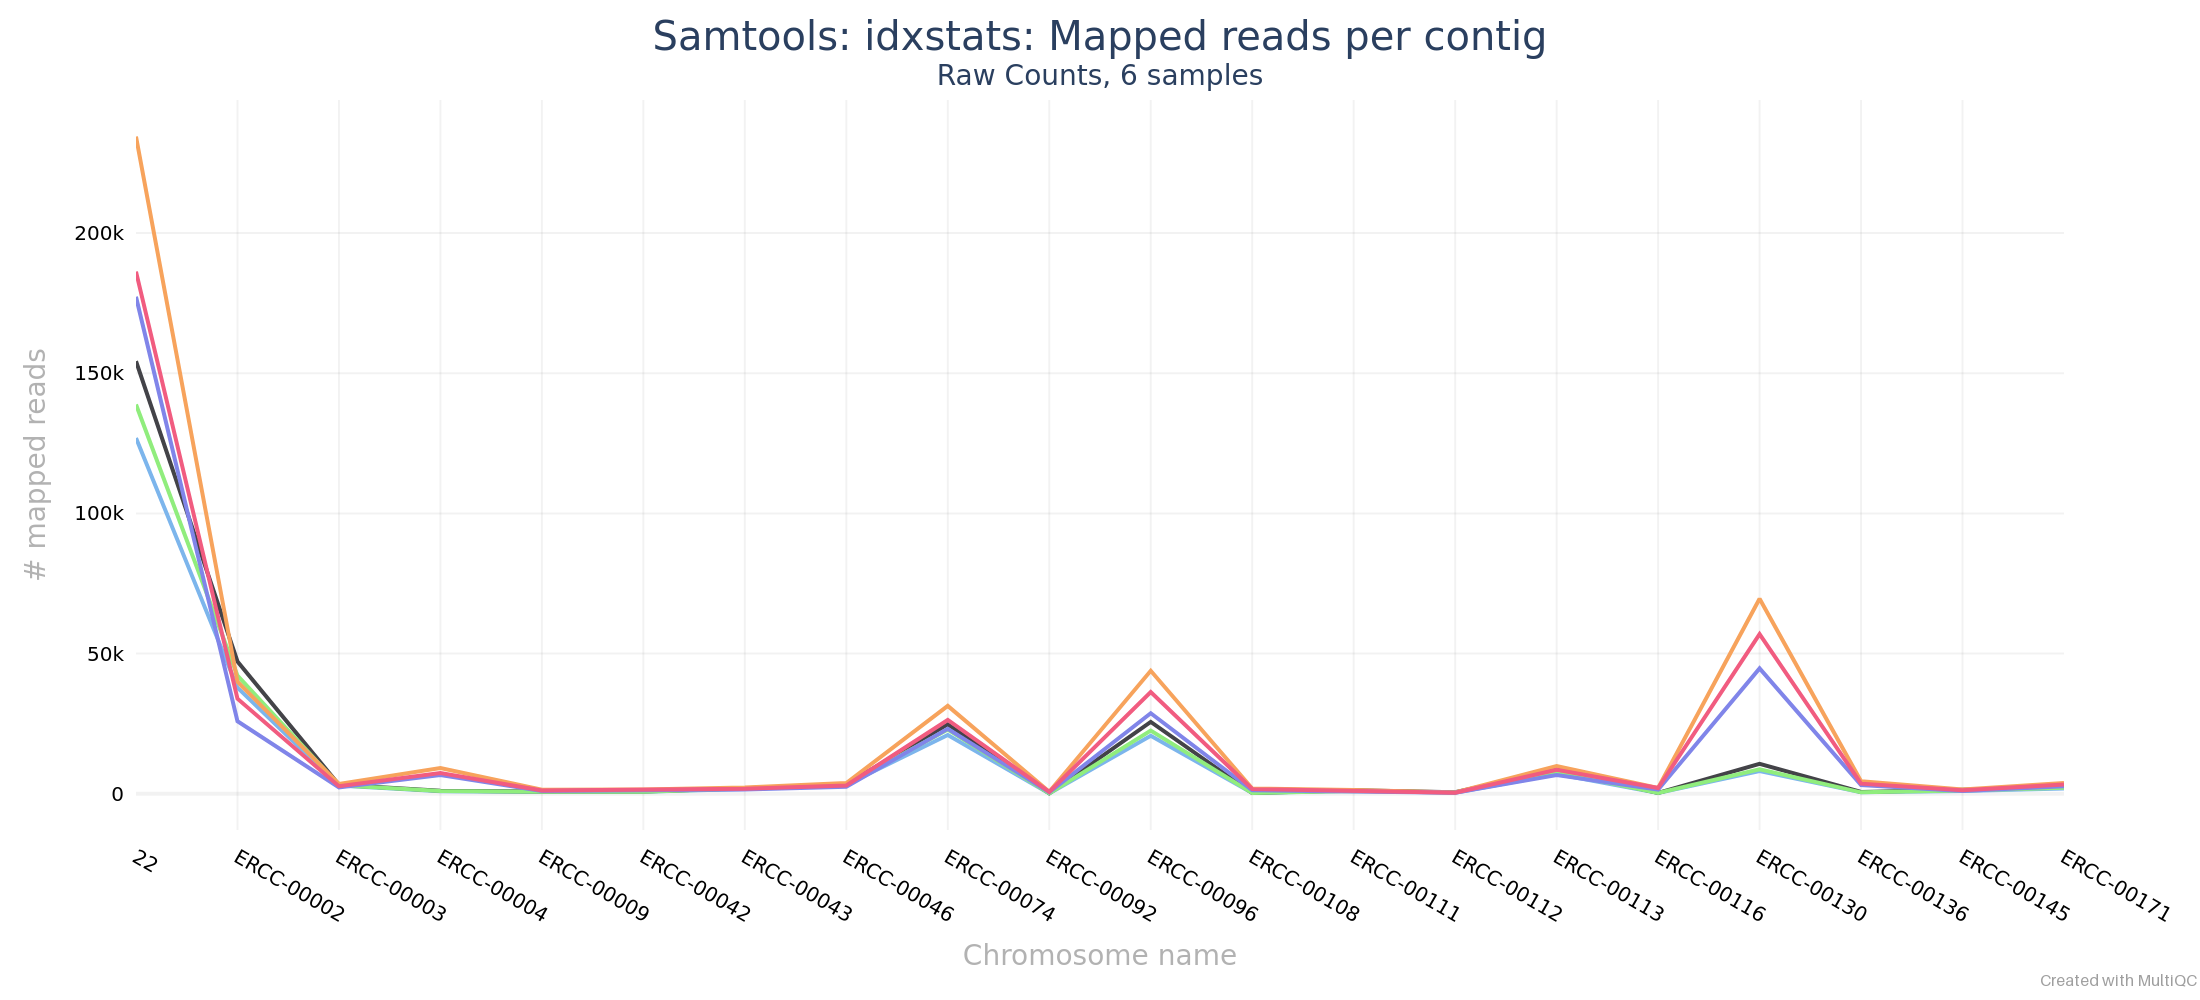 Samtools: idxstats: Mapped reads per contig
Raw Counts, 6 samples
# mapped reads
200k
150k
100k
50k
0
22
ERCC-00002
ERCC-00003
ERCC-00004
ERCC-00009
ERCC-00042
ERCC-00043
ERCC-00046
ERCC-00074
ERCC-00092
ERCC-00096
ERCC-00108
ERCC-00111
ERCC-00112
ERCC-00113
ERCC-00116
ERCC-00130
ERCC-00136
ERCC-00145
ERCC-00171
Chromosome name
Created with MultiQC